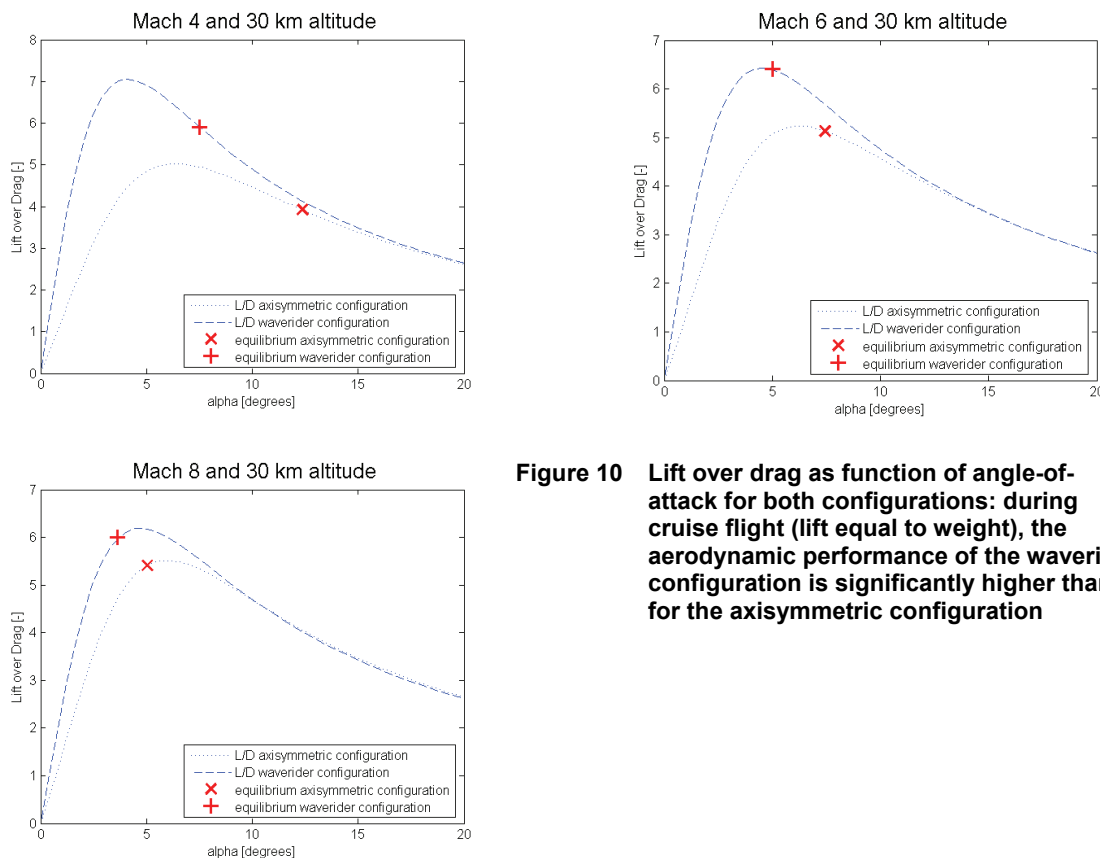 Mach 4 and 30 km altitude
8
7
6
5
4
3
2
1
0
Lift over Drag [-]
L/D axisymmetric configuration
L/D waverider configuration
equilibrium axisymmetric configuration
equilibrium waverider configuration
0 5 10 15 20
alpha [degrees]
Mach 6 and 30 km altitude
7
6
5
4
3
2
1
0
Lift over Drag [-]
L/D axisymmetric configuration
L/D waverider configuration
equilibrium axisymmetric configuration
equilibrium waverider configuration
0 5 10 15 20
alpha [degrees]
Mach 8 and 30 km altitude
7
6
5
4
3
2
1
0
Lift over Drag [-]
L/D axisymmetric configuration
L/D waverider configuration
equilibrium axisymmetric configuration
equilibrium waverider configuration
0 5 10 15 20
alpha [degrees]
Figure 10 Lift over drag as function of angle-of-
attack for both configurations: during
cruise flight (lift equal to weight), the
aerodynamic performance of the waveri
configuration is significantly higher than
for the axisymmetric configuration